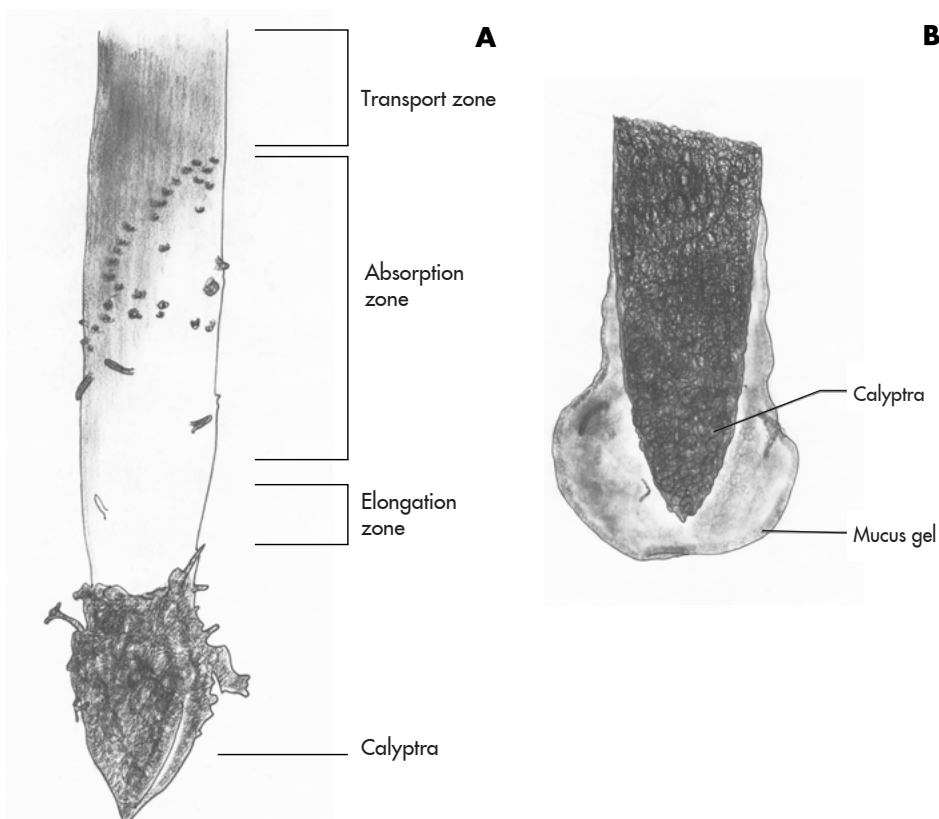 A
Transport zone
Absorption
zone
Elongation
zone
Calyptra
B
Calyptra
Mucus gel